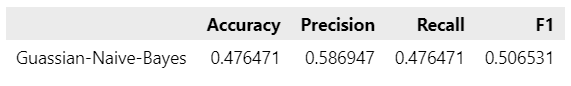 Accuracy Precision Recall F1
Guassian-Naive-Bayes 0.476471 0.586947 0.476471 0.506531